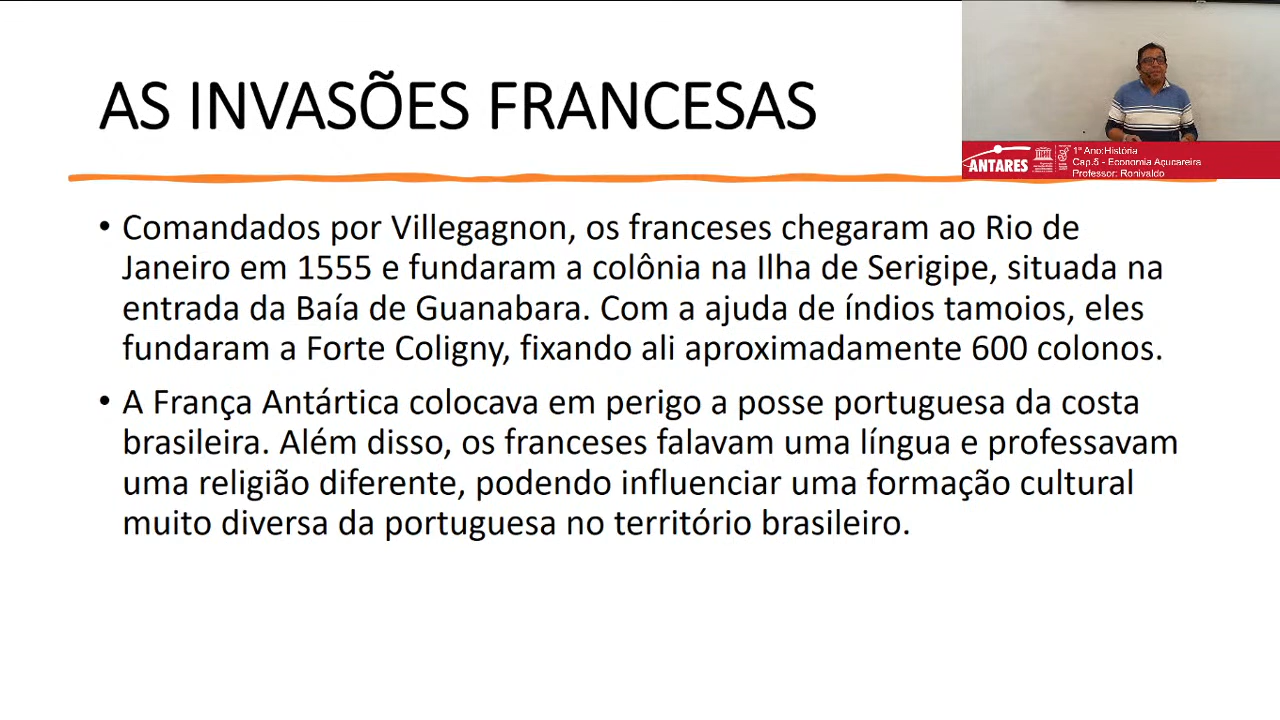 AS INVASÕES FRANCESAS
ANTARES
1ª Ano:História
Cap.5 - Economia Açucareira
Professor: Ronivaldo
• Comandados por Villegagnon, os franceses chegaram ao Rio de
Janeiro em 1555 e fundaram a colônia na Ilha de Serigipe, situada na
entrada da Baía de Guanabara. Com a ajuda de índios tamoios, eles
fundaram a Forte Coligny, fixando ali aproximadamente 600 colonos.
• A França Antártica colocava em perigo a posse portuguesa da costa
brasileira. Além disso, os franceses falavam uma língua e professavam
uma religião diferente, podendo influenciar uma formação cultural
muito diversa da portuguesa no território brasileiro.